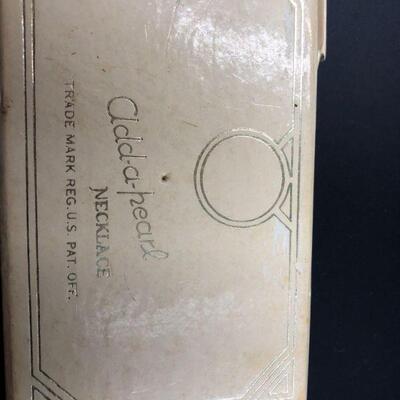 add-a-pearl
NECKLACE
TRADE MARK REG. U.S. PAT. OFF.